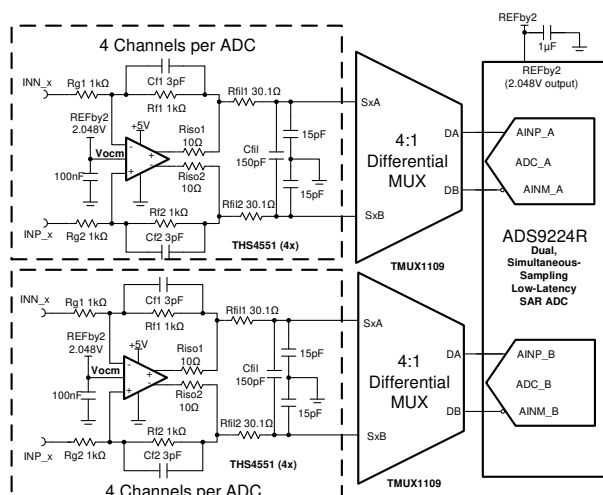 4 Channels per ADC
INN_x
Rg1 1kΩ
Cf1 3pF
Rf1 1kΩ
REFby2
2.048V
Vocm
+5V
-
+
+
-
Riso1
10Ω
Riso2
10Ω
100nF
INP_x
Rg2 1kΩ
Rf2 1kΩ
Cf2 3pF
THS4551 (4x)
Rfil1 30.1Ω
Cfil
150pF
15pF
15pF
Rfil2 30.1Ω
SxA
SxB
4:1
Differential
MUX
DA
DB
TMUX1109
REFby2
1µF
REFby2
(2.048V output)
AINP_A
ADC_A
AINM_A
ADS9224R
Dual,
Simultaneous-
Sampling
Low-Latency
SAR ADC
INN_x
Rg1 1kΩ
Cf1 3pF
Rf1 1kΩ
REFby2
2.048V
Vocm
+5V
-
+
+
-
Riso1
10Ω
Riso2
10Ω
100nF
INP_x
Rg2 1kΩ
Rf2 1kΩ
Cf2 3pF
THS4551 (4x)
4 Channels per ADC
Rfil1 30.1Ω
Cfil
150pF
15pF
15pF
Rfil2 30.1Ω
SxA
SxB
4:1
Differential
MUX
DA
DB
TMUX1109
AINP_B
ADC_B
AINM_B